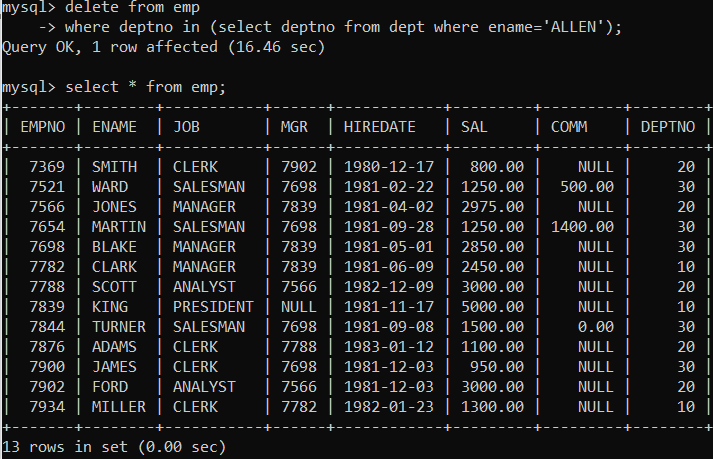 mysql> delete from emp
    -> where deptno in (select deptno from dept where ename='ALLEN');
Query OK, 1 row affected (16.46 sec)
mysql> select * from emp;
+-------+--------+-----------+------+------------+---------+---------+--------+
| EMPNO | ENAME  | JOB       | MGR  | HIREDATE   | SAL     | COMM    | DEPTNO |
+-------+--------+-----------+------+------------+---------+---------+--------+
|  7369 | SMITH  | CLERK     | 7902 | 1980-12-17 |  800.00 |    NULL |     20 |
|  7521 | WARD   | SALESMAN  | 7698 | 1981-02-22 | 1250.00 |  500.00 |     30 |
|  7566 | JONES  | MANAGER   | 7839 | 1981-04-02 | 2975.00 |    NULL |     20 |
|  7654 | MARTIN | SALESMAN  | 7698 | 1981-09-28 | 1250.00 | 1400.00 |     30 |
|  7698 | BLAKE  | MANAGER   | 7839 | 1981-05-01 | 2850.00 |    NULL |     30 |
|  7782 | CLARK  | MANAGER   | 7839 | 1981-06-09 | 2450.00 |    NULL |     10 |
|  7788 | SCOTT  | ANALYST   | 7566 | 1982-12-09 | 3000.00 |    NULL |     20 |
|  7839 | KING   | PRESIDENT | NULL | 1981-11-17 | 5000.00 |    NULL |     10 |
|  7844 | TURNER | SALESMAN  | 7698 | 1981-09-08 | 1500.00 |    0.00 |     30 |
|  7876 | ADAMS  | CLERK     | 7788 | 1983-01-12 | 1100.00 |    NULL |     20 |
|  7900 | JAMES  | CLERK     | 7698 | 1981-12-03 |  950.00 |    NULL |     30 |
|  7902 | FORD   | ANALYST   | 7566 | 1981-12-03 | 3000.00 |    NULL |     20 |
|  7934 | MILLER | CLERK     | 7782 | 1982-01-23 | 1300.00 |    NULL |     10 |
+-------+--------+-----------+------+------------+---------+---------+--------+
13 rows in set (0.00 sec)